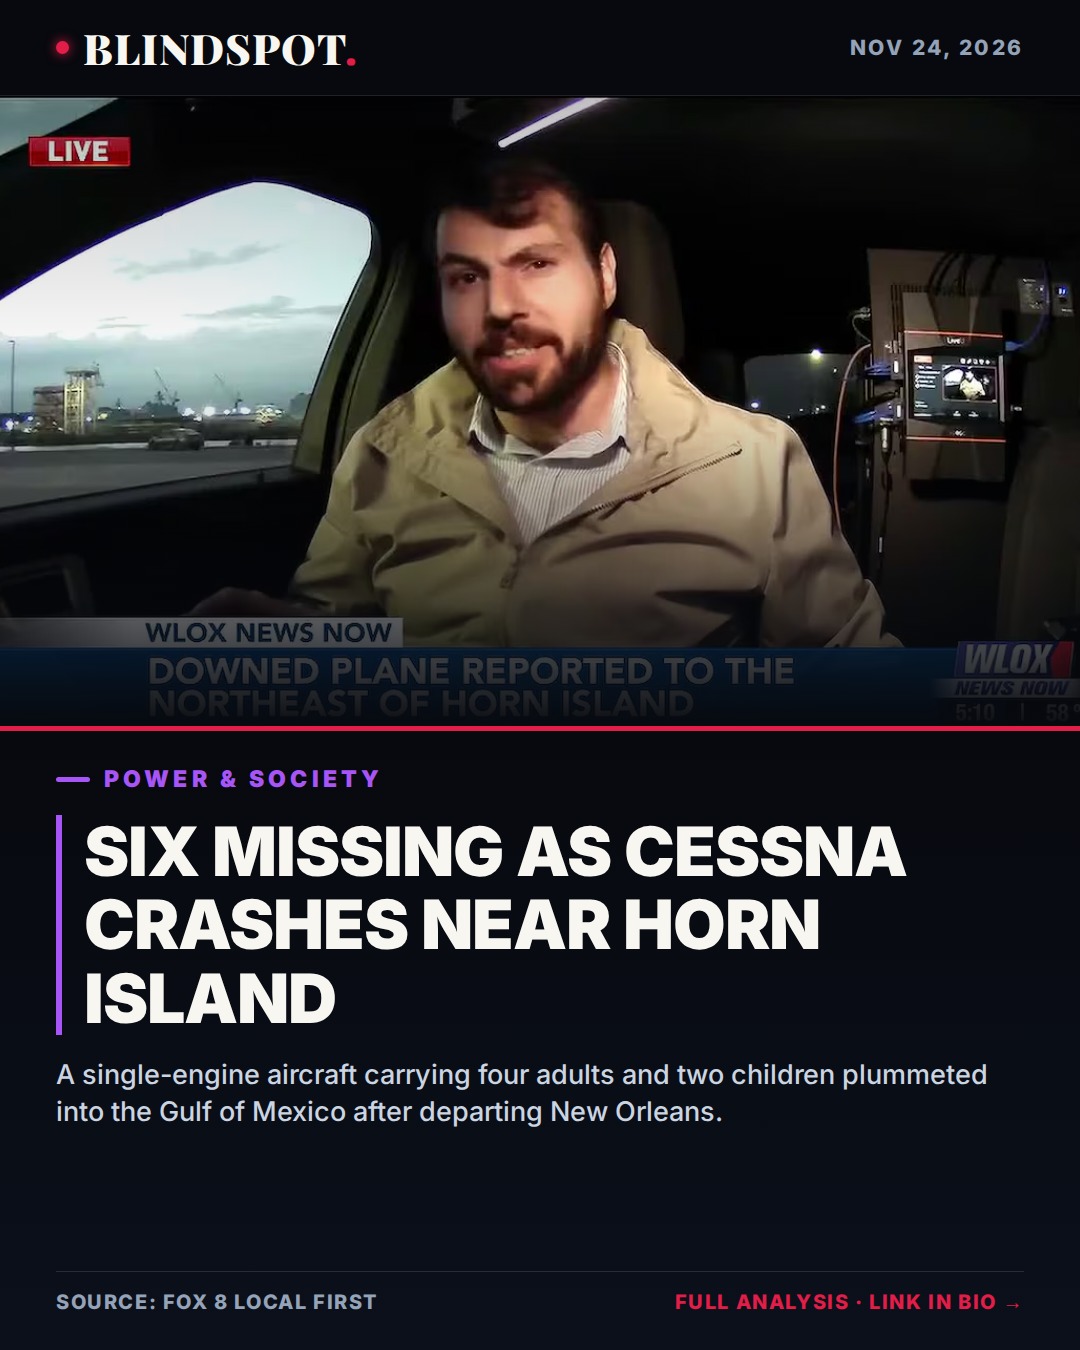 BLINDSPOT.
NOV 24, 2026
LIVE
WLOX NEWS NOW
DOWNED PLANE REPORTED TO THE
NORTHEAST OF HORN ISLAND
WLOX
NEWS NOW
5:10 | 58°
POWER & SOCIETY
SIX MISSING AS CESSNA
CRASHES NEAR HORN
ISLAND
A single-engine aircraft carrying four adults and two children plummeted
into the Gulf of Mexico after departing New Orleans.
SOURCE: FOX 8 LOCAL FIRST
FULL ANALYSIS · LINK IN BIO →